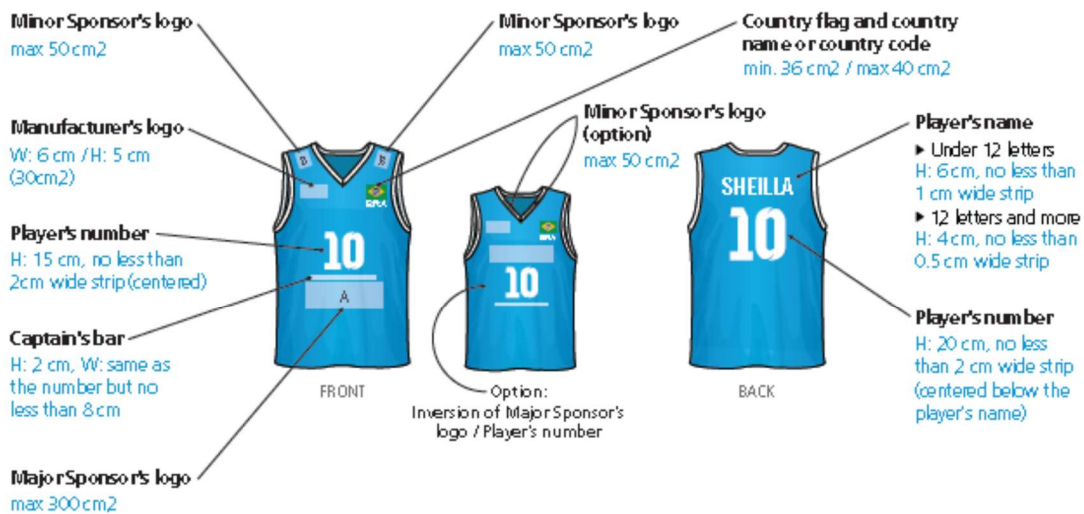 Minor Sponsor's logo
max 50 cm2
Minor Sponsor's logo
max 50 cm2
Country flag and country
name or country code
min. 36 cm2 / max 40 cm2
Manufacturer's logo
W: 6 cm / H: 5 cm
(30cm2)
Minor Sponsor's logo
(option)
max 50 cm2
Player's name
▸ Under 12 letters
H: 6 cm, no less than
1 cm wide strip
▸ 12 letters and more
H: 4 cm, no less than
0.5 cm wide strip
B
B
BRA
BRA
SHEILLA
10
Player's number
H: 15 cm, no less than
2cm wide strip (centered)
10
A
10
Captain's bar
H: 2 cm, W: same as
the number but no
less than 8 cm
Player's number
H: 20 cm, no less
than 2 cm wide strip
(centered below the
player's name)
FRONT
Option:
Inversion of Major Sponsor's
logo / Player's number
BACK
Major Sponsor's logo
max 300 cm2